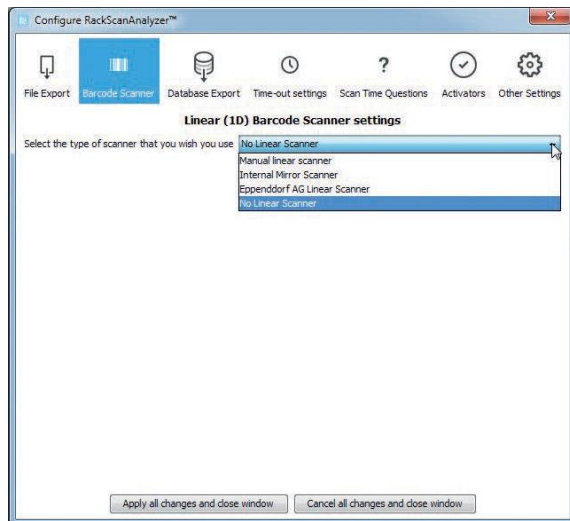 Configure RackScanAnalyzer™
File Export Barcode Scanner Database Export Time-out settings Scan Time Questions Activators Other Settings
Linear (1D) Barcode Scanner settings
Select the type of scanner that you wish you use No Linear Scanner
Manual linear scanner
Internal Mirror Scanner
Eppenddorf AG Linear Scanner
No Linear Scanner
Apply all changes and close window Cancel all changes and close window